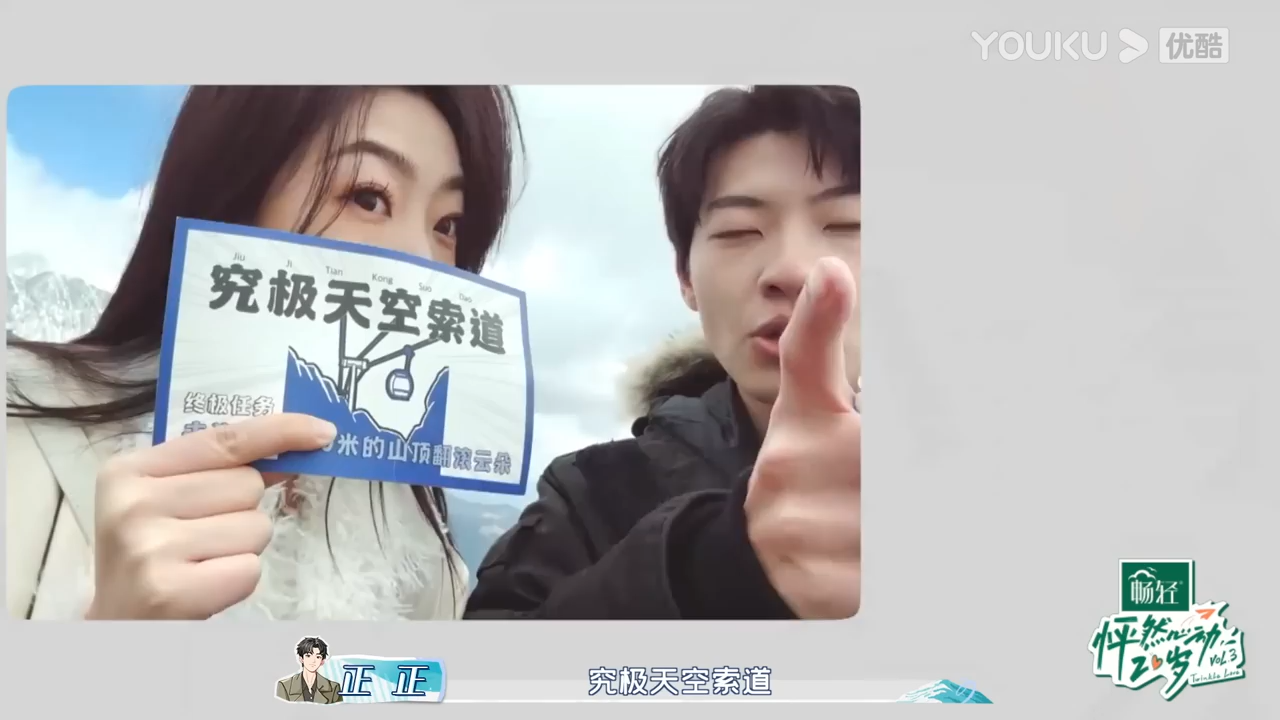 YOUKU 优酷
Jiu Ji Tian Kong Suo Dao
究极天空索道
终极任务
米的山顶翻滚云朵
畅轻
怦然心动
20岁
Vol.3
Twinkle Love
正正
究极天空索道